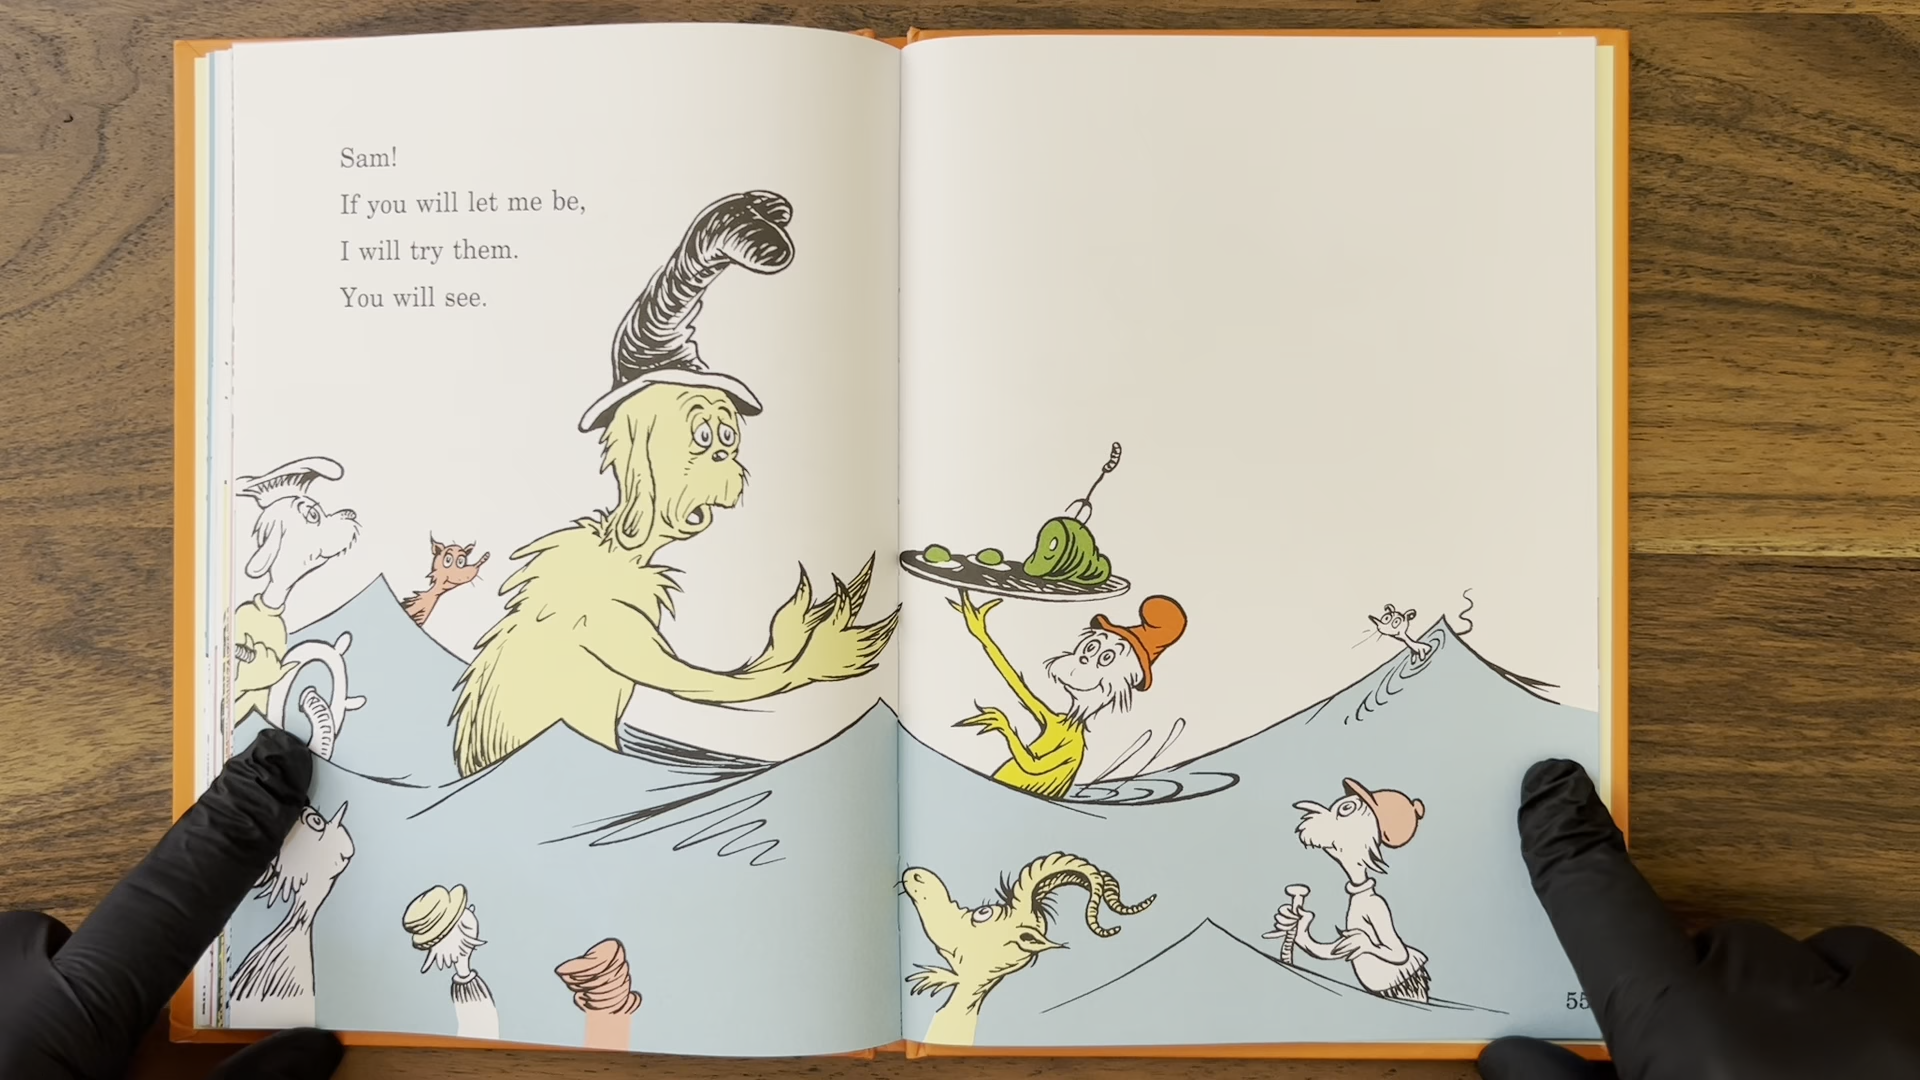 Sam!
If you will let me be,
I will try them.
You will see.
55